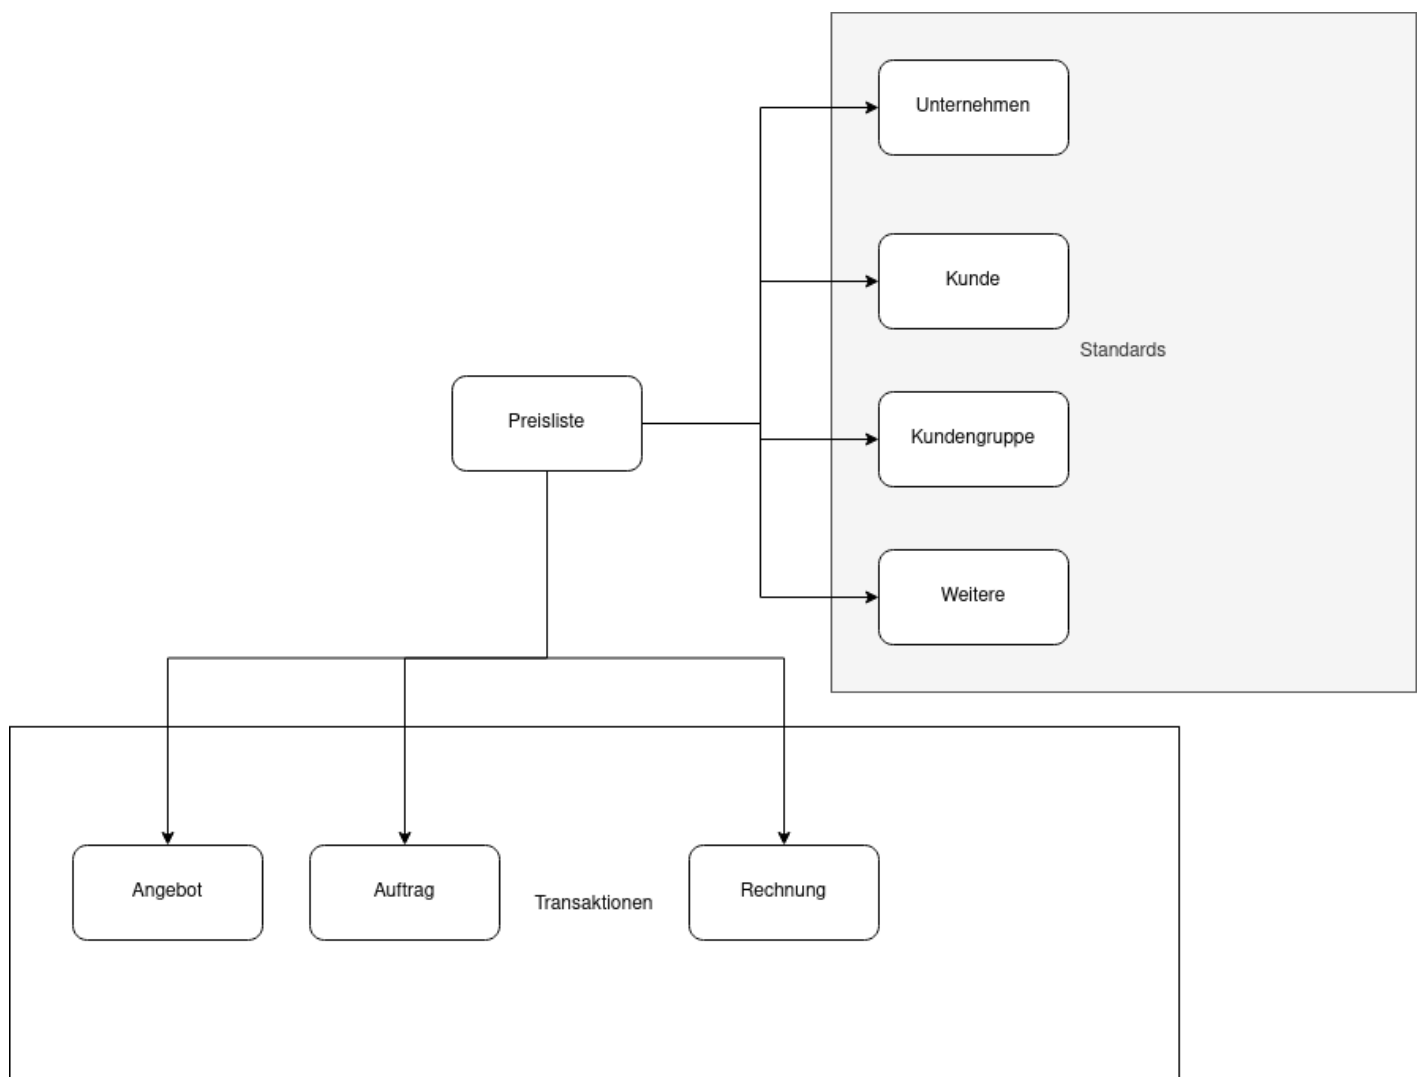 Unternehmen
Kunde
Standards
Preisliste
Kundengruppe
Weitere
Angebot
Auftrag
Transaktionen
Rechnung